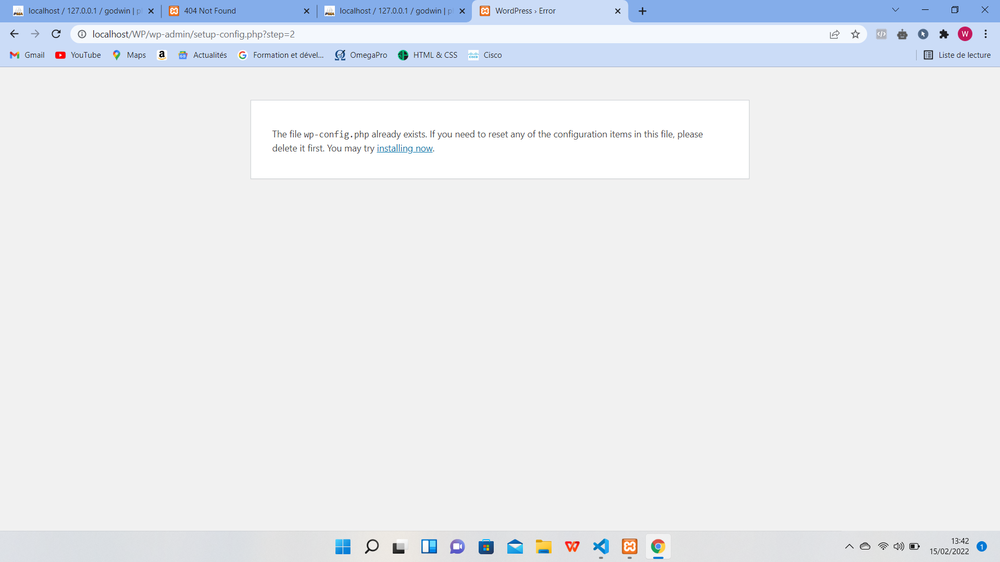 localhost / 127.0.0.1 / godwin | pl
404 Not Found
localhost / 127.0.0.1 / godwin | pl
WordPress › Error
localhost/WP/wp-admin/setup-config.php?step=2
W
Gmail
YouTube
Maps
Actualités
Formation et dével...
OmegaPro
HTML & CSS
Cisco
Liste de lecture
The file wp-config.php already exists. If you need to reset any of the configuration items in this file, please
delete it first. You may try installing now.
13:42
15/02/2022
1